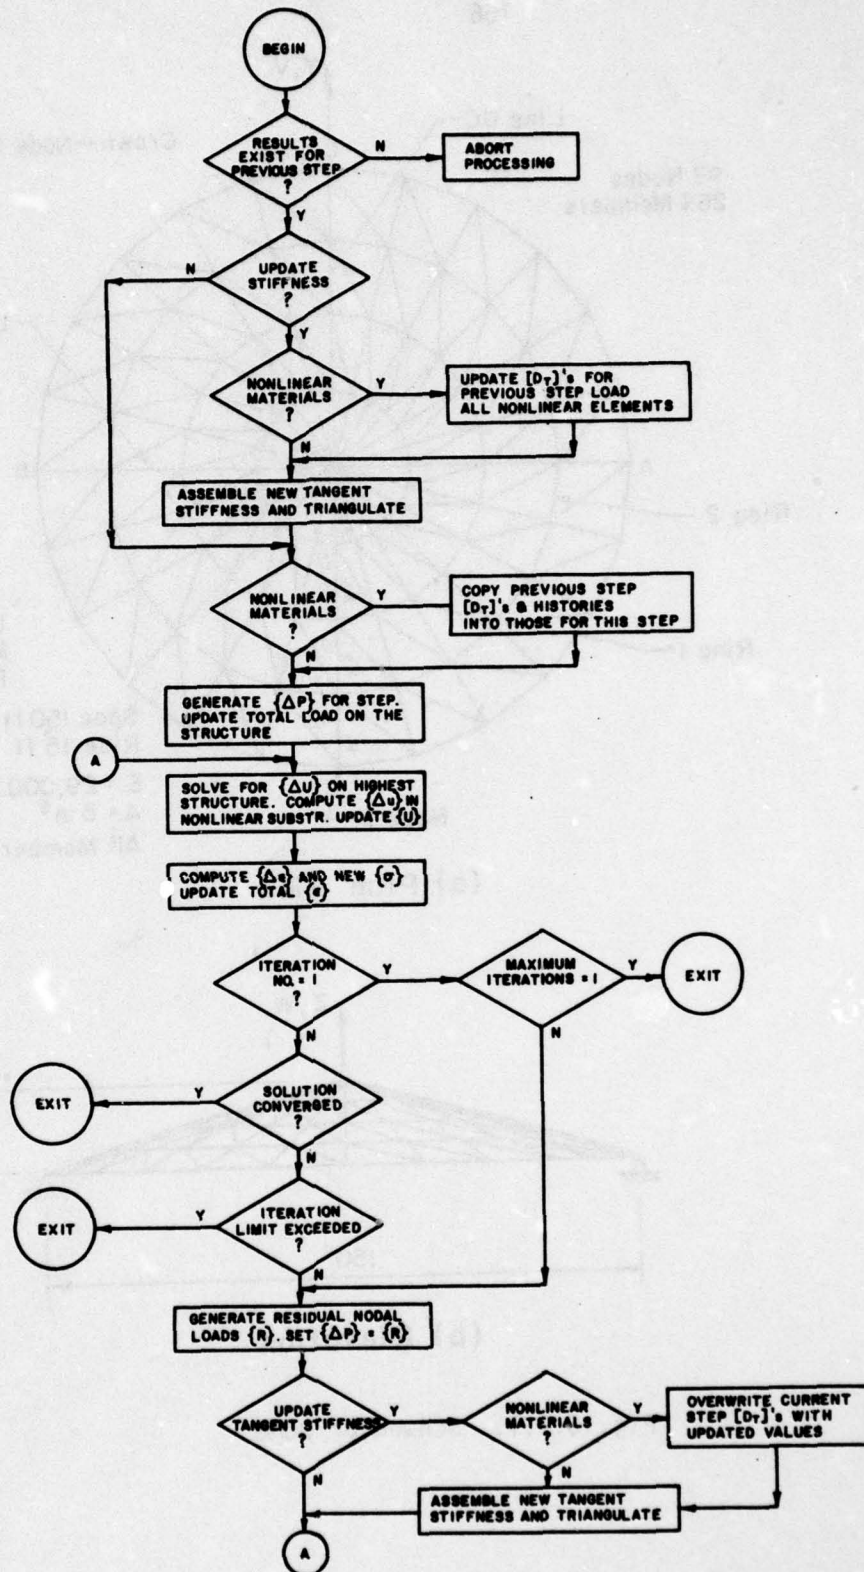 BEGIN
RESULTS
EXIST FOR
PREVIOUS STEP
?
N
ABORT
PROCESSING
Y
UPDATE
STIFFNESS
?
N
Y
NONLINEAR
MATERIALS
?
Y
UPDATE [DT]'s FOR
PREVIOUS STEP LOAD
ALL NONLINEAR ELEMENTS
N
ASSEMBLE NEW TANGENT
STIFFNESS AND TRIANGULATE
NONLINEAR
MATERIALS
?
Y
COPY PREVIOUS STEP
[DT]'s & HISTORIES
INTO THOSE FOR THIS STEP
N
GENERATE {ΔP} FOR STEP.
UPDATE TOTAL LOAD ON THE
STRUCTURE
A
SOLVE FOR {ΔU} ON HIGHEST
STRUCTURE. COMPUTE {Δu} IN
NONLINEAR SUBSTR. UPDATE {U}
COMPUTE {Δε} AND NEW {σ}
UPDATE TOTAL {ε}
ITERATION
NO. = 1
?
Y
MAXIMUM
ITERATIONS = 1
Y
EXIT
N
N
SOLUTION
CONVERGED
?
Y
EXIT
N
ITERATION
LIMIT EXCEEDED
?
Y
EXIT
N
GENERATE RESIDUAL NODAL
LOADS {R}. SET {ΔP} = {R}
UPDATE
TANGENT STIFFNESS
?
Y
NONLINEAR
MATERIALS
?
Y
OVERWRITE CURRENT
STEP [DT]'s WITH
UPDATED VALUES
N
N
ASSEMBLE NEW TANGENT
STIFFNESS AND TRIANGULATE
A